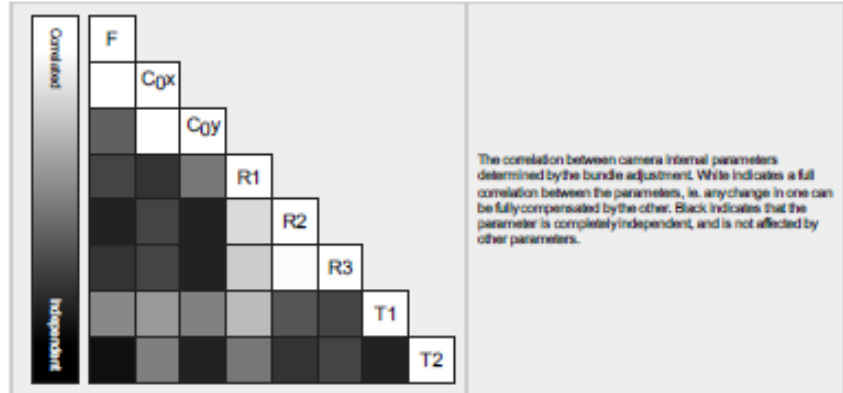 Correlated
Independent
F
C0x
C0y
R1
R2
R3
T1
T2
The correlation between camera internal parameters
determined by the bundle adjustment. White indicates a full
correlation between the parameters, ie. any change in one can
be fully compensated by the other. Black indicates that the
parameter is completely independent, and is not affected by
other parameters.